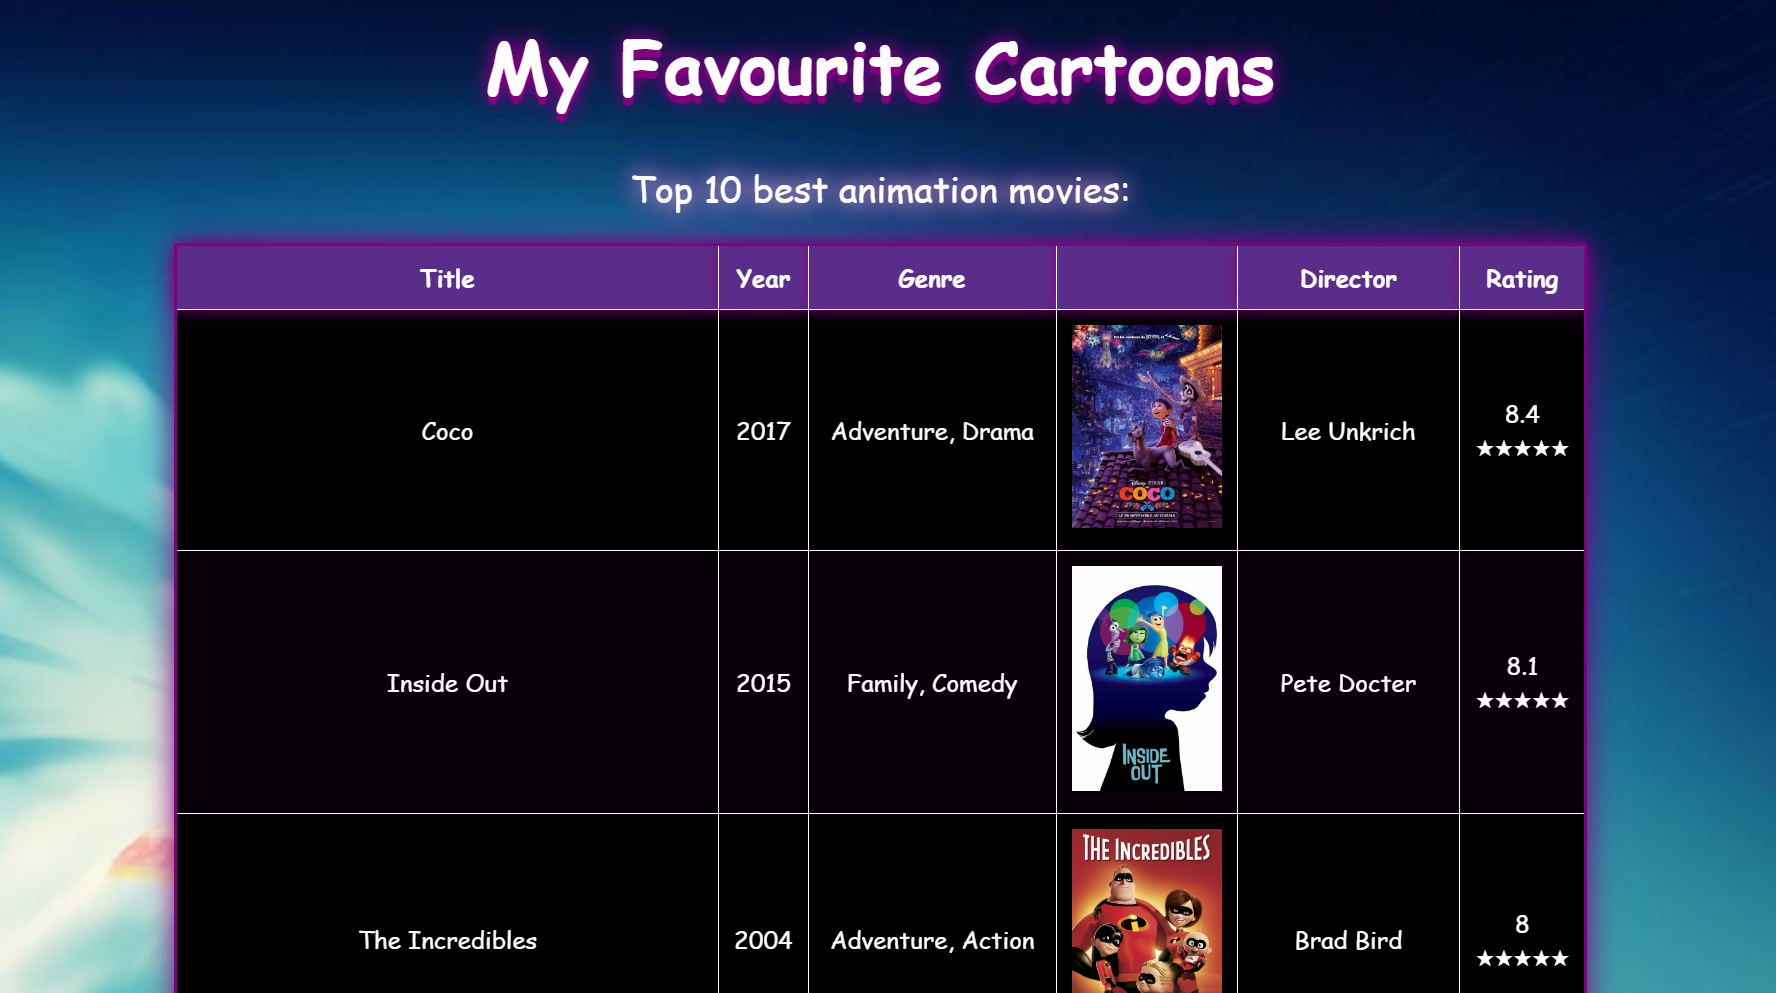 My Favourite Cartoons
Top 10 best animation movies:
Title Year Genre Director Rating
Coco 2017 Adventure, Drama Lee Unkrich 8.4
★★★★★
Disney PIXAR
COCO
Inside Out 2015 Family, Comedy Pete Docter 8.1
★★★★★
INSIDE
OUT
THE INCREDIBLES
The Incredibles 2004 Adventure, Action Brad Bird 8
★★★★★